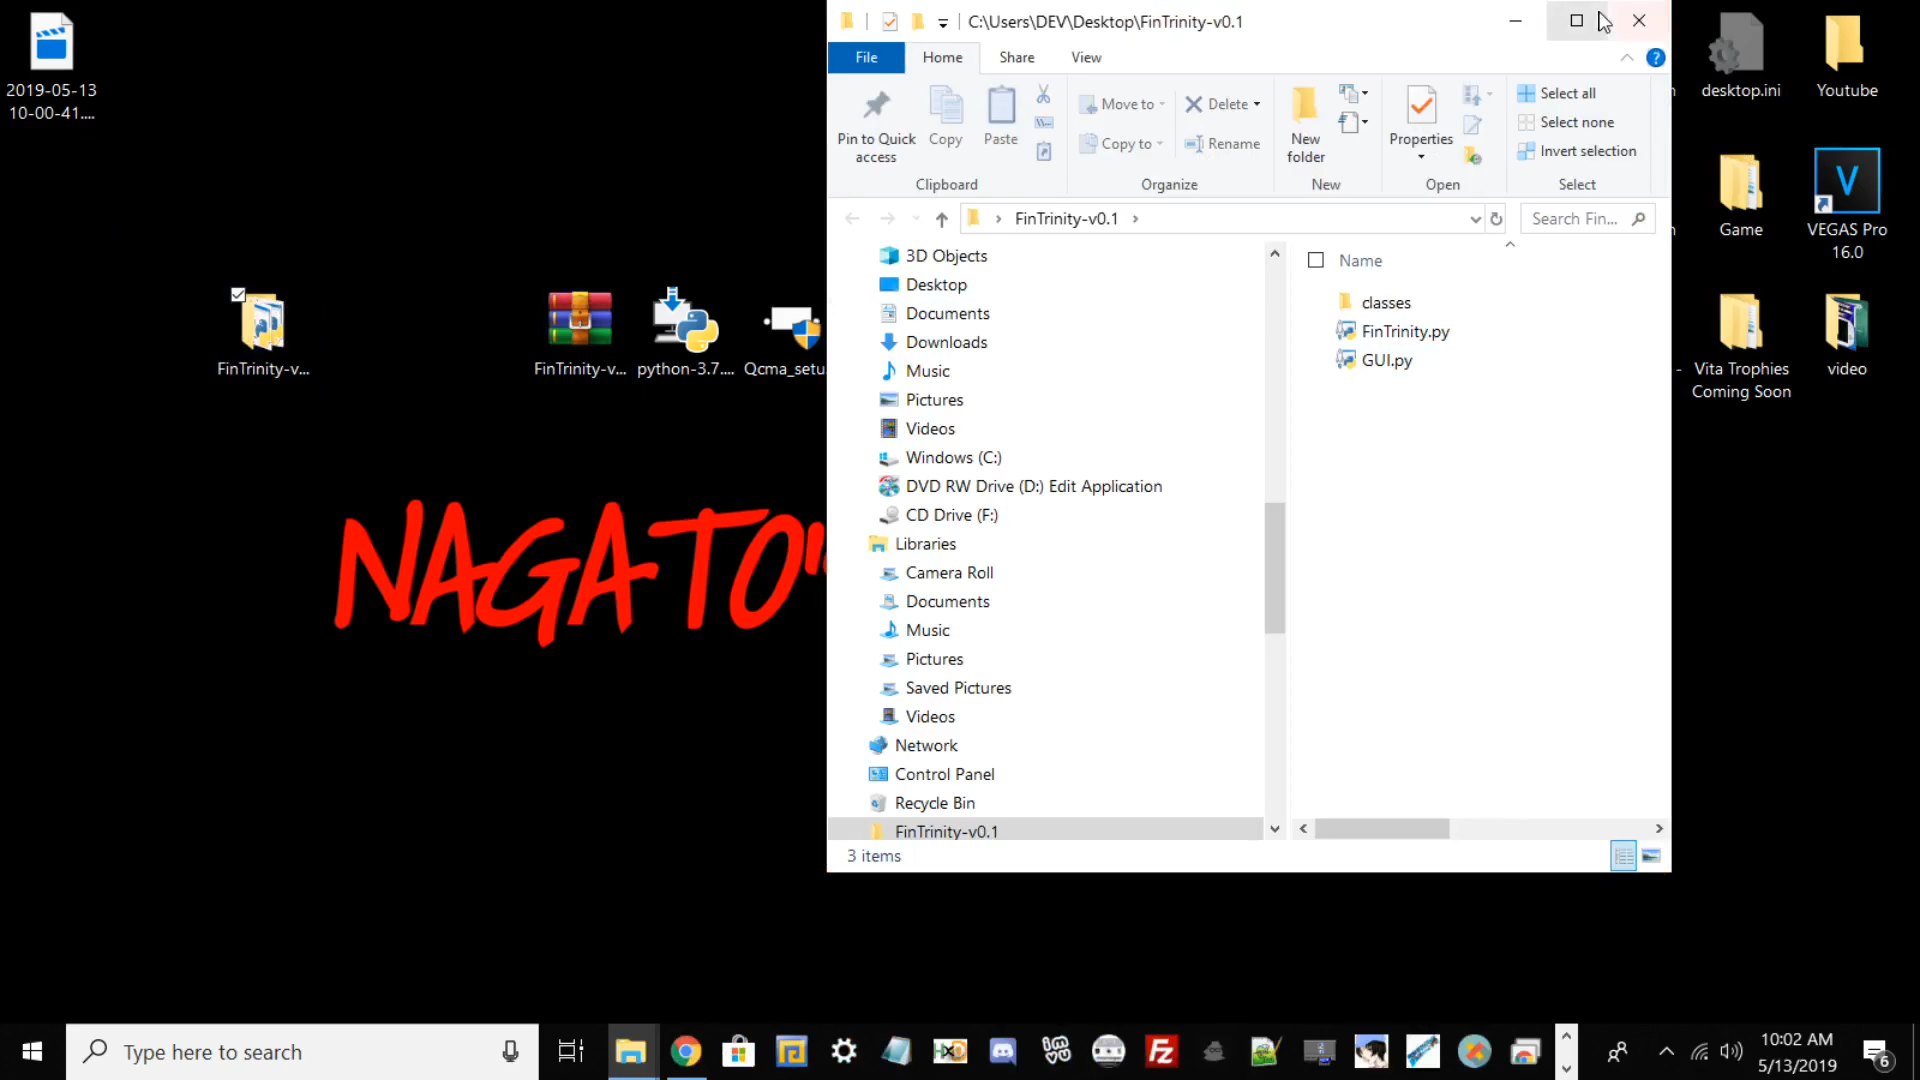 2019-05-13
10-00-41....
C:\Users\DEV\Desktop\FinTrinity-v0.1
desktop.ini
Youtube
File
Home
Share
View
Pin to Quick
access
Copy
Paste
Move to
Copy to
Delete
Rename
New
folder
Properties
Select all
Select none
Invert selection
Clipboard
Organize
New
Open
Select
FinTrinity-v0.1
Search Fin...
Game
VEGAS Pro
16.0
3D Objects
Desktop
Documents
Downloads
Music
Pictures
Videos
Windows (C:)
DVD RW Drive (D:) Edit Application
CD Drive (F:)
Libraries
Camera Roll
Documents
Music
Pictures
Saved Pictures
Videos
Network
Control Panel
Recycle Bin
FinTrinity-v0.1
Name
classes
FinTrinity.py
GUI.py
3 items
FinTrinity-v...
FinTrinity-v...
python-3.7....
Qcma_setu
Vita Trophies
Coming Soon
video
NAGATO
Type here to search
10:02 AM
5/13/2019
6